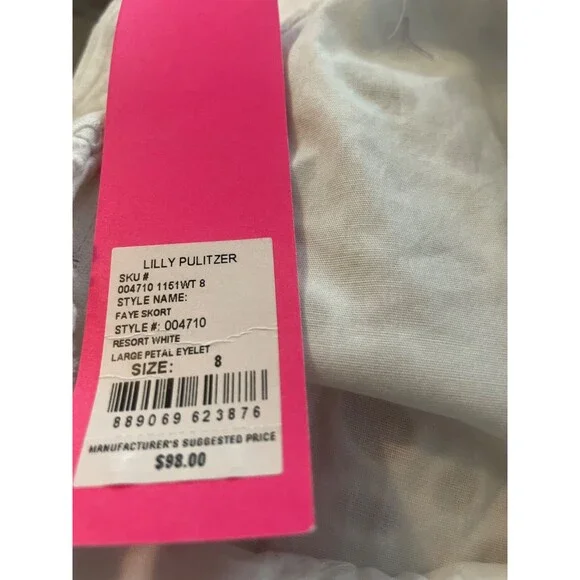 LILLY PULITZER
SKU #
004710 1151WT 8
STYLE NAME:
FAYE SKORT
STYLE #: 004710
RESORT WHITE
LARGE PETAL EYELET
SIZE: 8
889069 623876
MANUFACTURER'S SUGGESTED PRICE
$98.00